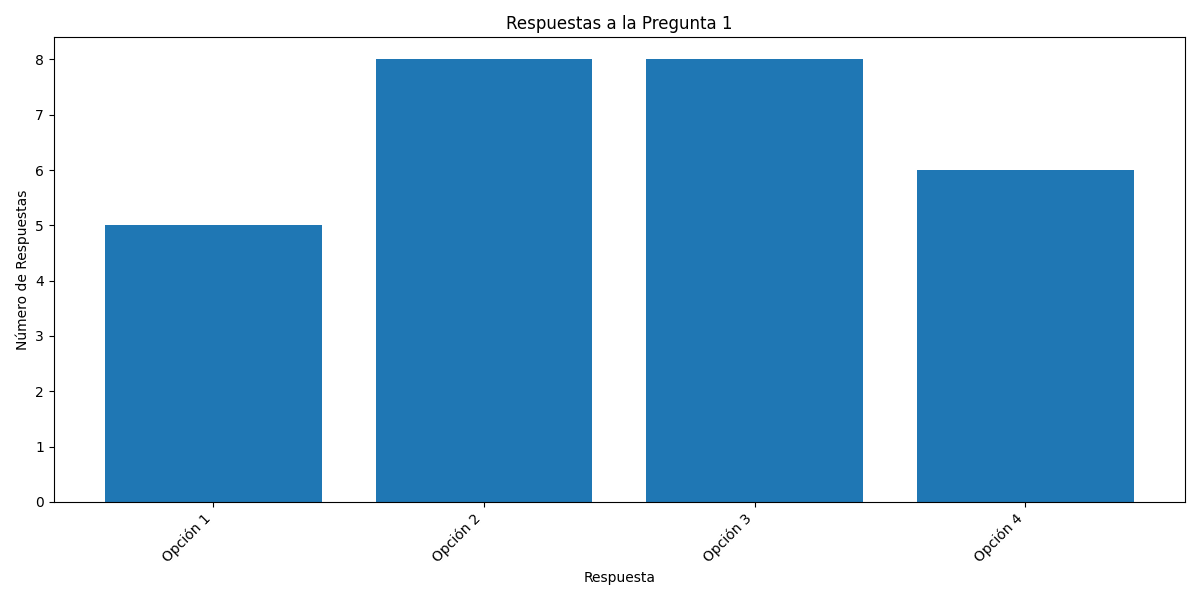 Respuestas a la Pregunta 1
Número de Respuestas
8
7
6
5
4
3
2
1
0
Opción 1
Opción 2
Opción 3
Opción 4
Respuesta